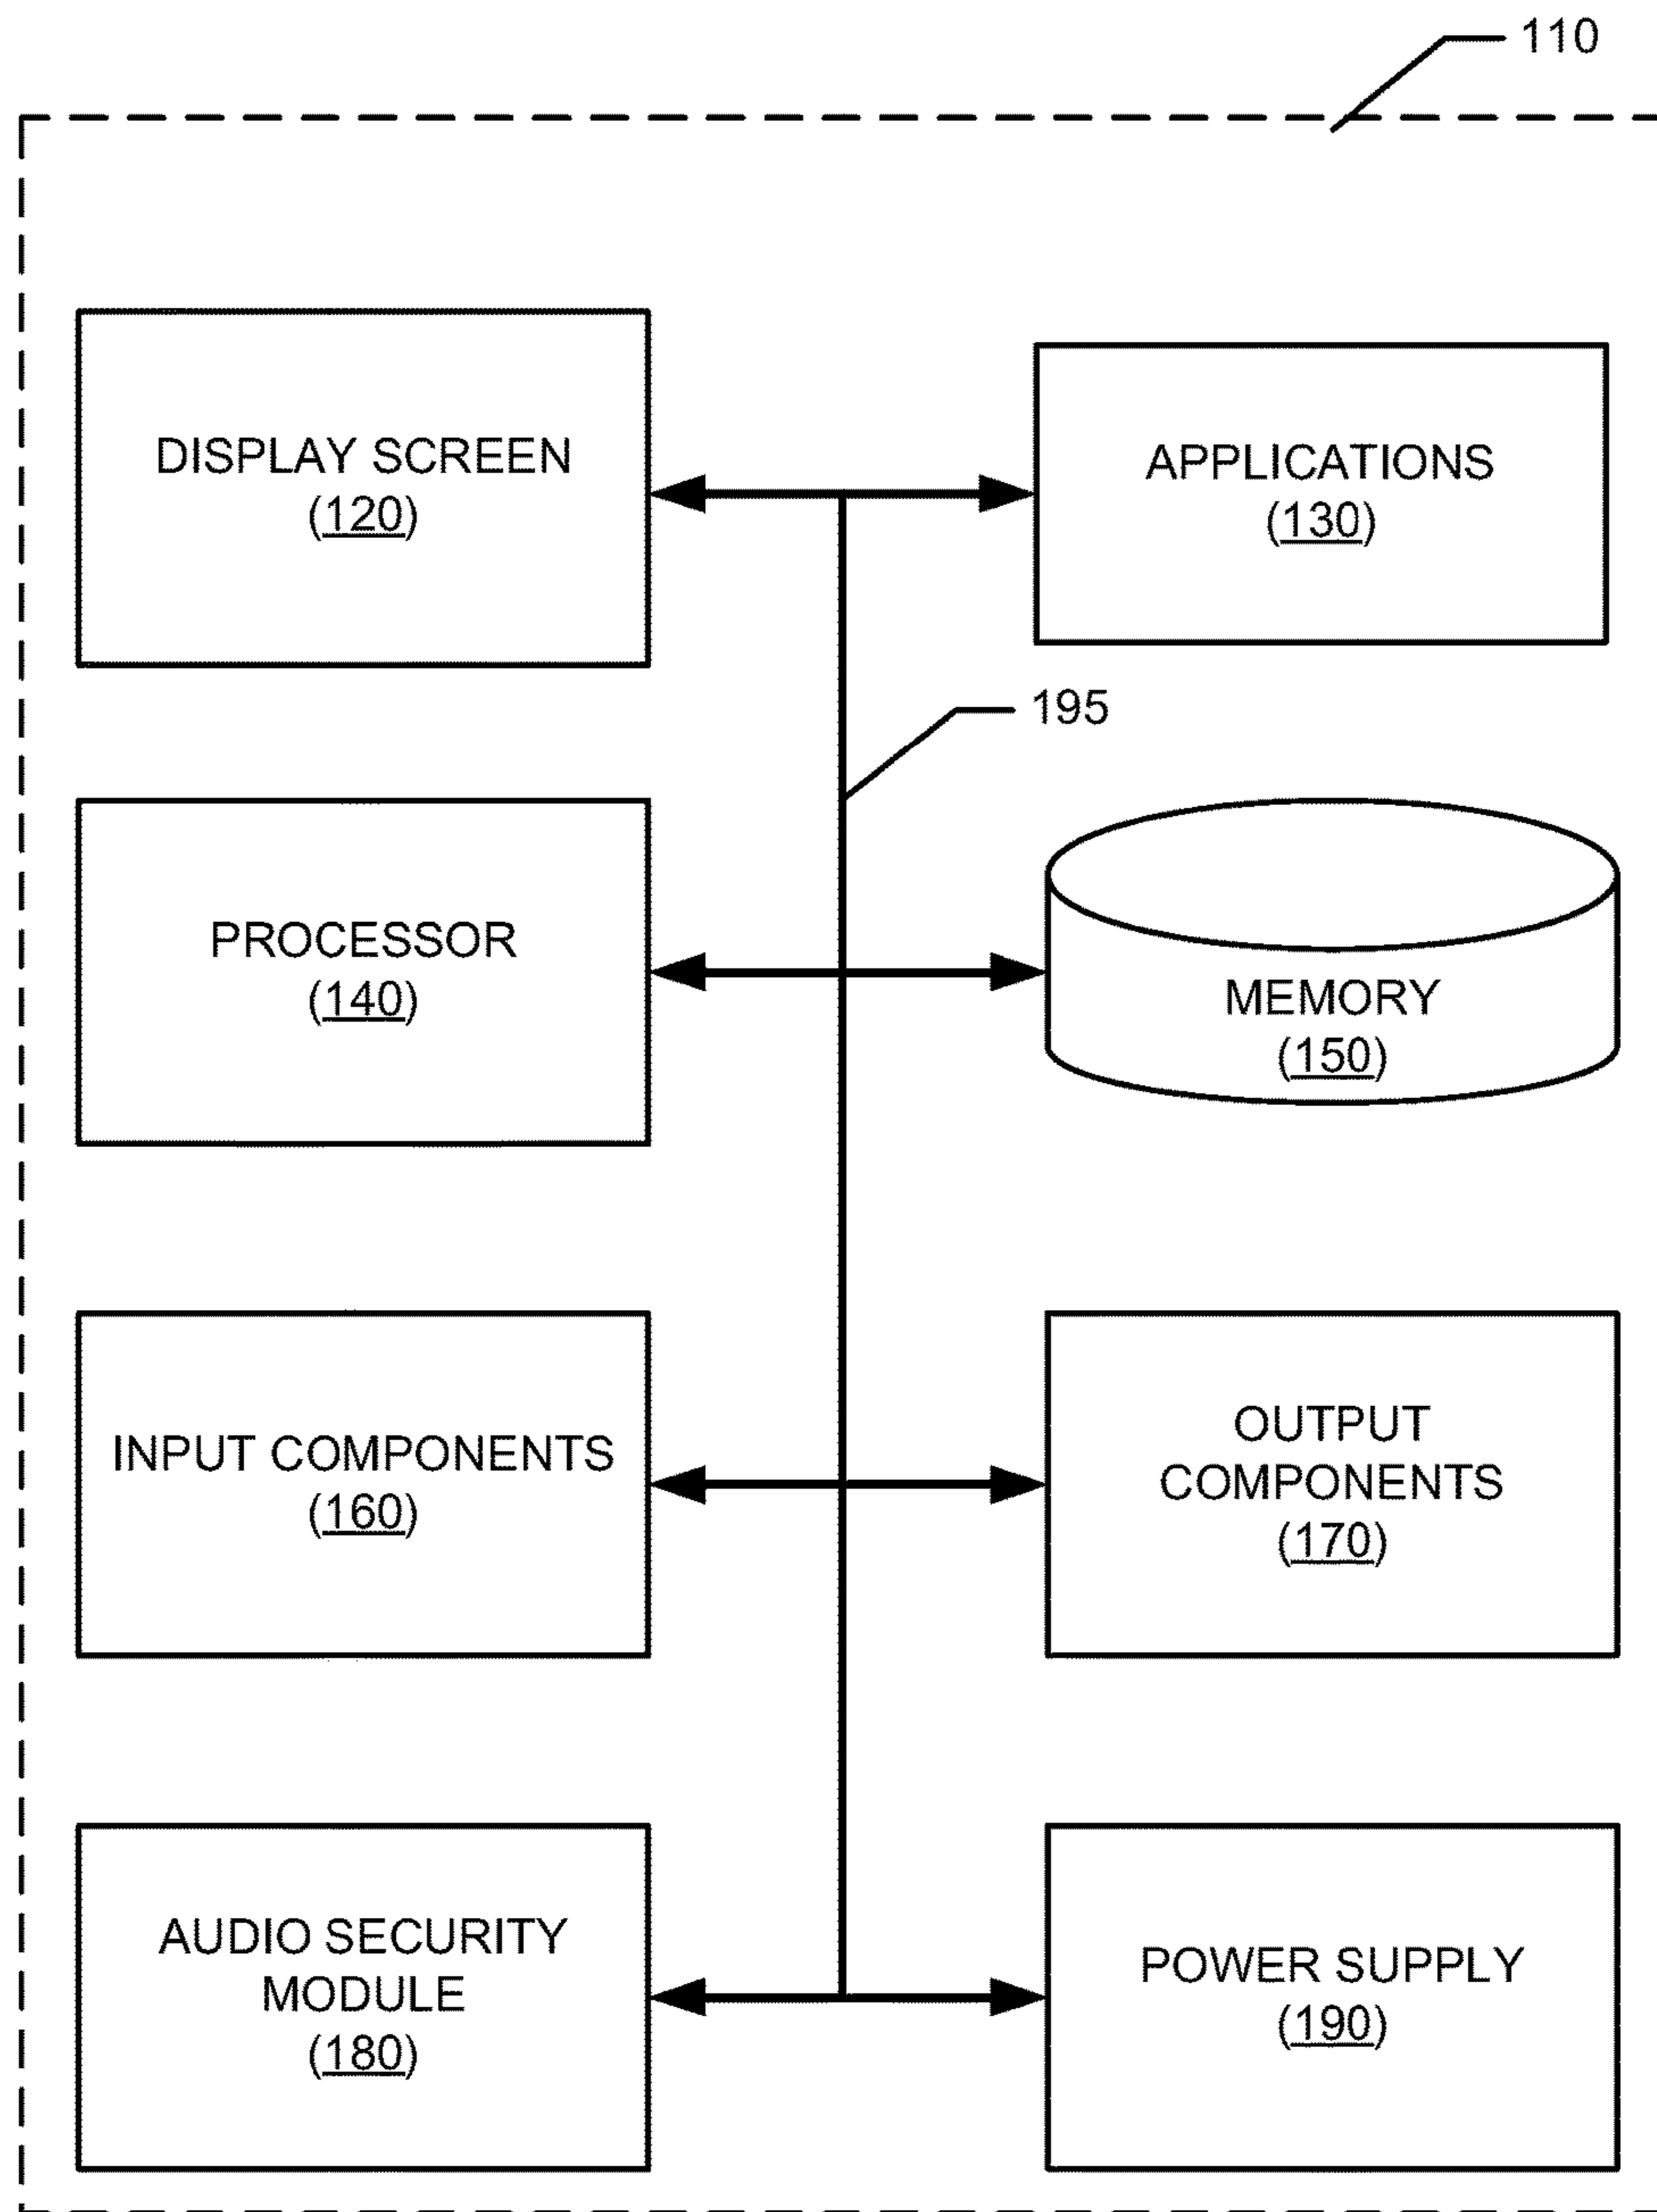 110
DISPLAY SCREEN
(120)
APPLICATIONS
(130)
195
PROCESSOR
(140)
MEMORY
(150)
INPUT COMPONENTS
(160)
OUTPUT
COMPONENTS
(170)
AUDIO SECURITY
MODULE
(180)
POWER SUPPLY
(190)